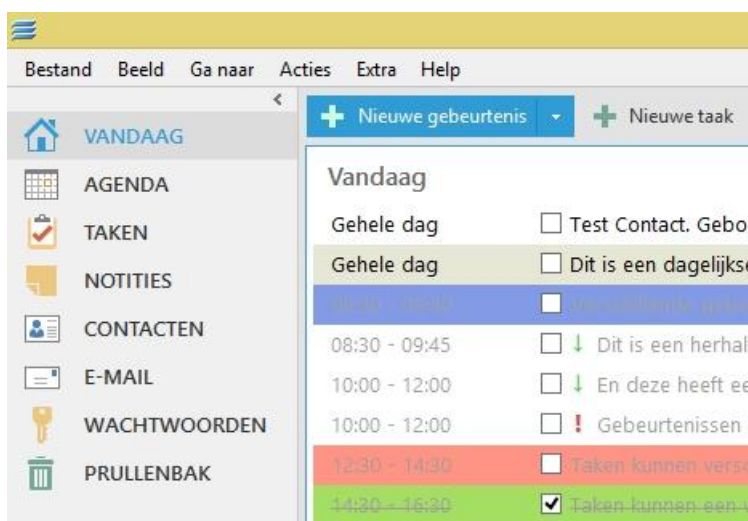 Bestand Beeld Ga naar Acties Extra Help
Nieuwe gebeurtenis Nieuwe taak
VANDAAG
AGENDA
TAKEN
NOTITIES
CONTACTEN
E-MAIL
WACHTWOORDEN
PRULLENBAK
Vandaag
Gehele dag Test Contact. Gebo
Gehele dag Dit is een dagelijkse
08:30 - 09:45 Dit is een herhal
10:00 - 12:00 En deze heeft ee
10:00 - 12:00 Gebeurtenissen
12:30 - 14:30 Taken kunnen versc
14:30 - 16:30 Taken kunnen een v